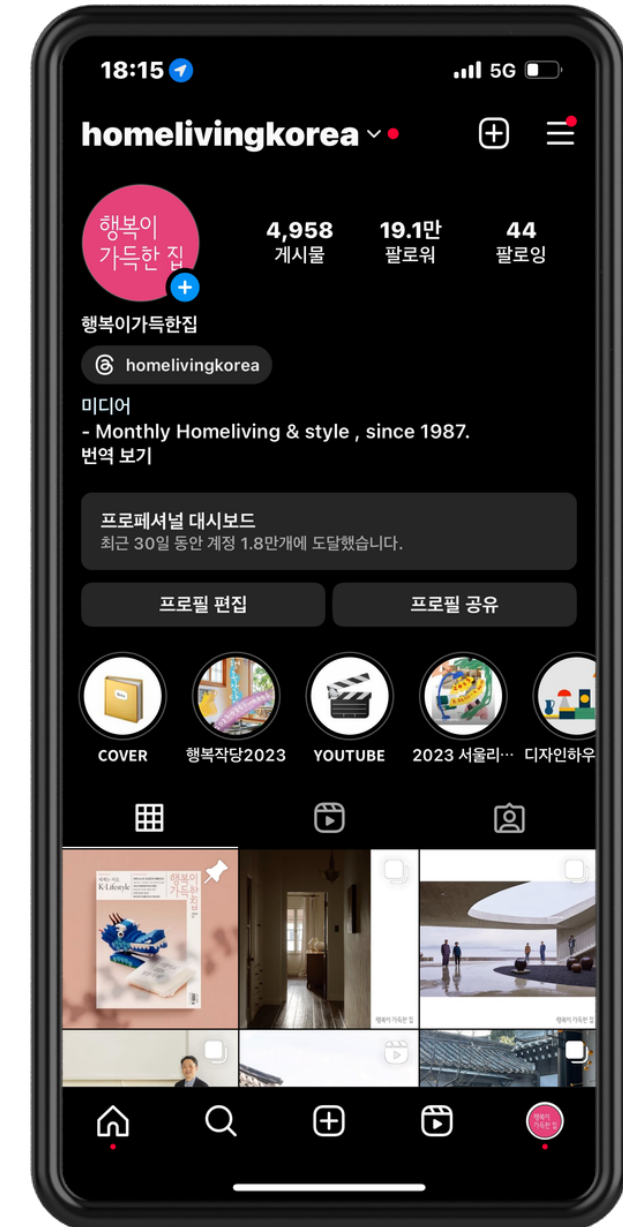 18:15
5G
homelivingkorea
행복이
가득한 집
4,958
게시물
19.1만
팔로워
44
팔로잉
행복이가득한집
homelivingkorea
미디어
- Monthly Homeliving & style , since 1987.
번역 보기
프로페셔널 대시보드
최근 30일 동안 계정 1.8만개에 도달했습니다.
프로필 편집
프로필 공유
COVER
행복작당2023
YOUTUBE
2023 서울리…
디자인하우
K-Lifestyle
행복이
가득한 집
행복이 가득한 집
행복이 가득한 집
행복이
가득한 집